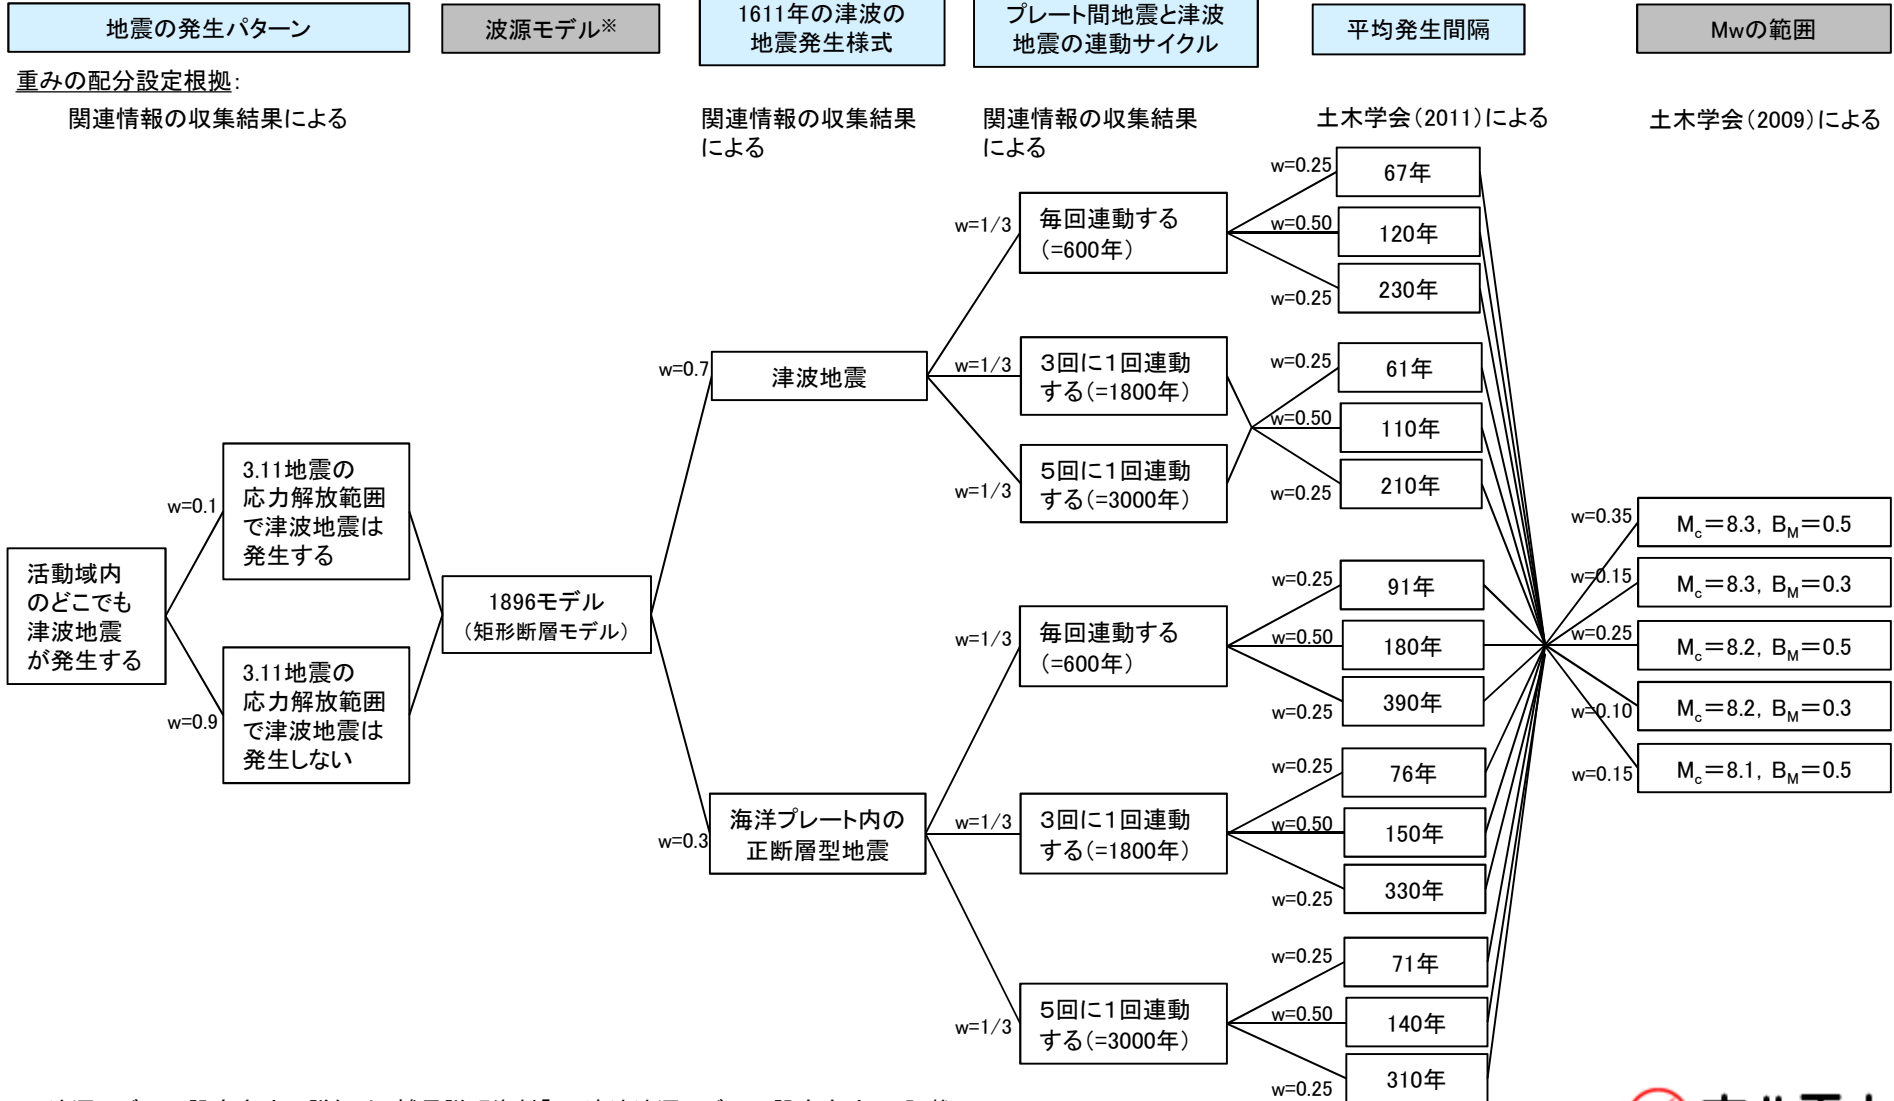 地震の発生パターン
波源モデル※
1611年の津波の
地震発生様式
プレート間地震と津波
地震の連動サイクル
平均発生間隔
Mwの範囲
重みの配分設定根拠:
関連情報の収集結果による
関連情報の収集結果
による
関連情報の収集結果
による
土木学会(2011)による
土木学会(2009)による
活動域内
のどこでも
津波地震
が発生する
w=0.1
3.11地震の
応力解放範囲
で津波地震は
発生する
w=0.9
3.11地震の
応力解放範囲
で津波地震は
発生しない
1896モデル
(矩形断層モデル)
w=0.7
津波地震
w=0.3
海洋プレート内の
正断層型地震
w=1/3
毎回連動する
(=600年)
w=1/3
3回に1回連動
する(=1800年)
w=1/3
5回に1回連動
する(=3000年)
w=1/3
毎回連動する
(=600年)
w=1/3
3回に1回連動
する(=1800年)
w=1/3
5回に1回連動
する(=3000年)
w=0.25
67年
w=0.50
120年
w=0.25
230年
w=0.25
61年
w=0.50
110年
w=0.25
210年
w=0.25
91年
w=0.50
180年
w=0.25
390年
w=0.25
76年
w=0.50
150年
w=0.25
330年
w=0.25
71年
w=0.50
140年
w=0.25
310年
w=0.35
Mc=8.3, BM=0.5
w=0.15
Mc=8.3, BM=0.3
w=0.25
Mc=8.2, BM=0.5
w=0.10
Mc=8.2, BM=0.3
w=0.15
Mc=8.1, BM=0.5